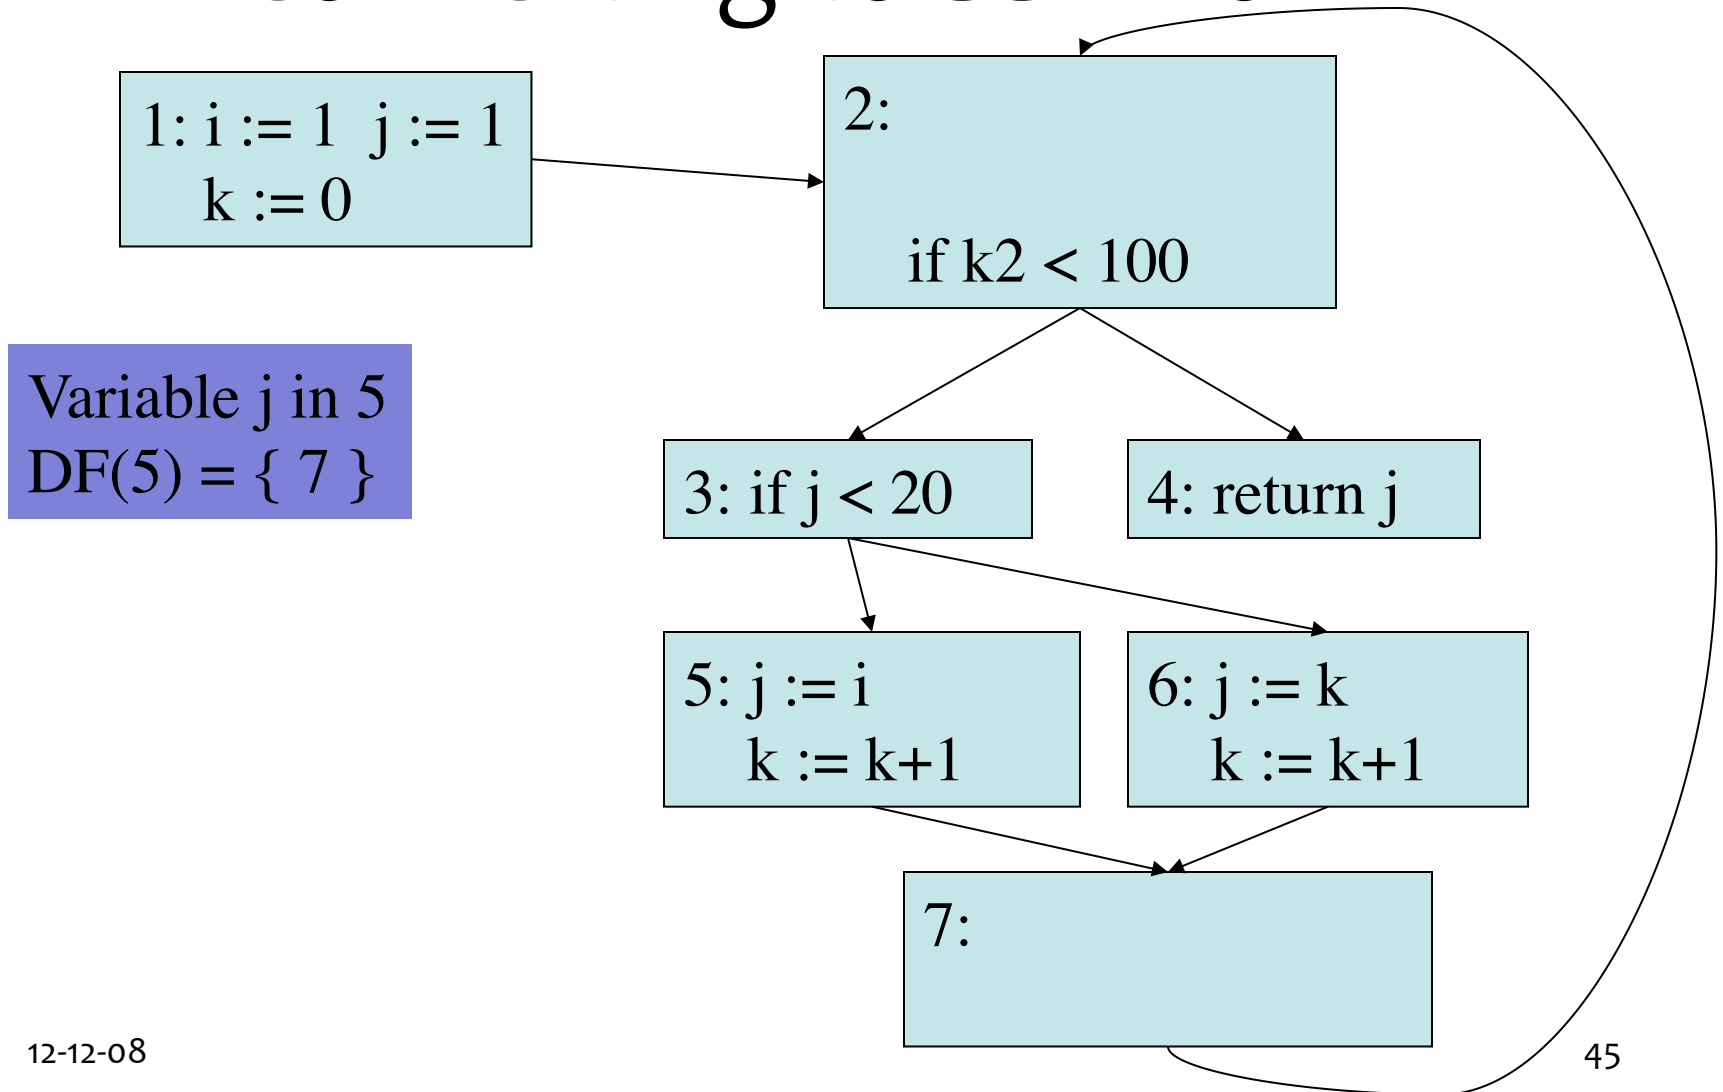 1: i := 1 j := 1
k := 0
2:
if k2 < 100
Variable j in 5
DF(5) = { 7 }
3: if j < 20
4: return j
5: j := i
k := k+1
6: j := k
k := k+1
7:
12-12-08
45